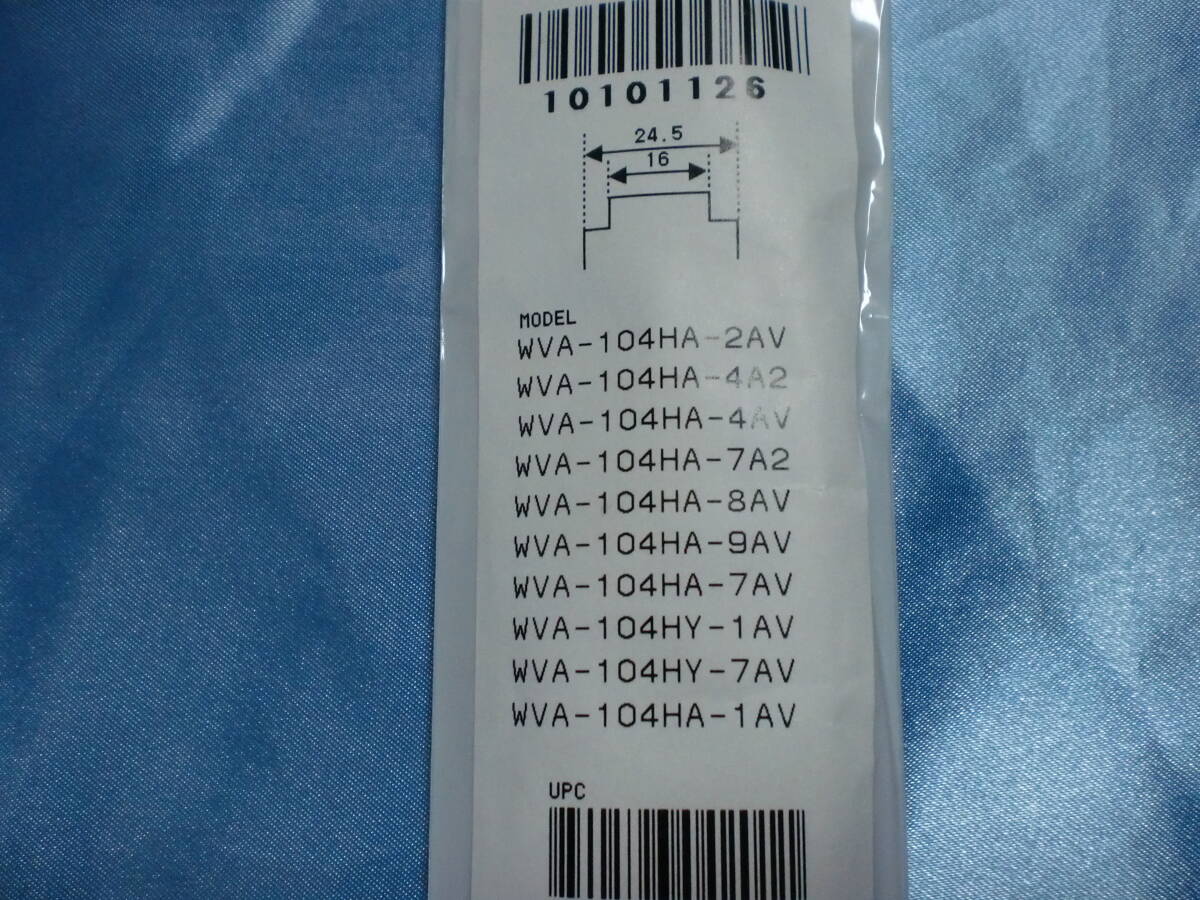 10101126
24.5
16
MODEL
WVA-104HA-2AV
WVA-104HA-4A2
WVA-104HA-4AV
WVA-104HA-7A2
WVA-104HA-8AV
WVA-104HA-9AV
WVA-104HA-7AV
WVA-104HY-1AV
WVA-104HY-7AV
WVA-104HA-1AV
UPC